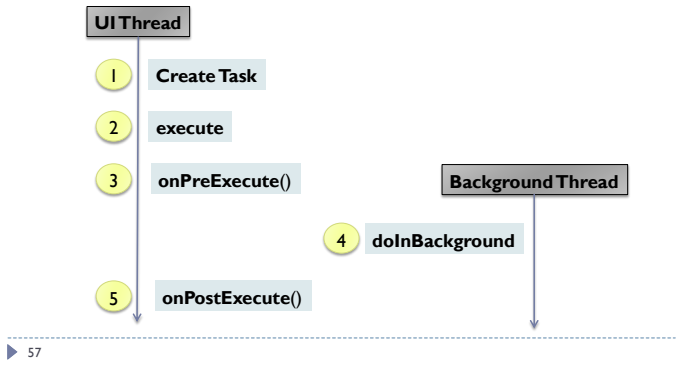 UI Thread
1 Create Task
2 execute
3 onPreExecute()
Background Thread
4 doInBackground
5 onPostExecute()
57